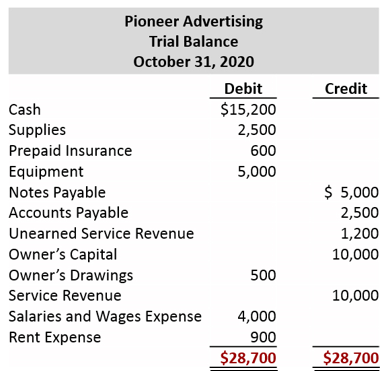 Pioneer Advertising
Trial Balance
October 31, 2020
Debit Credit
Cash $15,200
Supplies 2,500
Prepaid Insurance 600
Equipment 5,000
Notes Payable $ 5,000
Accounts Payable 2,500
Unearned Service Revenue 1,200
Owner's Capital 10,000
Owner's Drawings 500
Service Revenue 10,000
Salaries and Wages Expense 4,000
Rent Expense 900
$28,700 $28,700